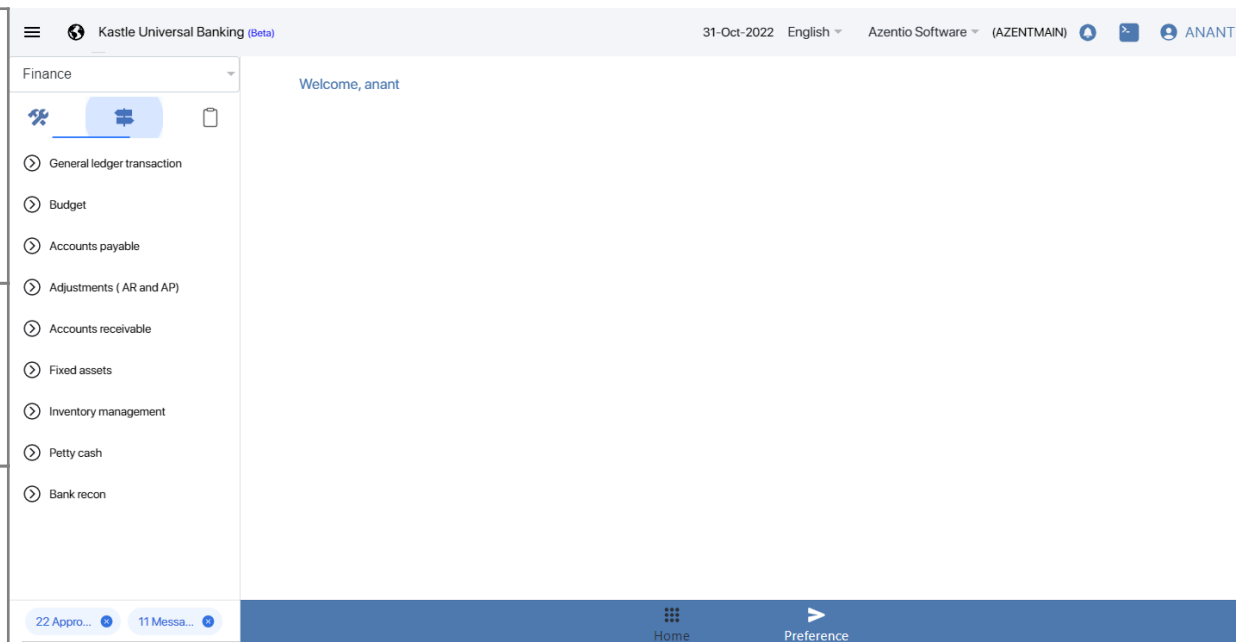 Kastle Universal Banking (Beta) 31-Oct-2022 English Azentio Software (AZENTMAIN) ANANT
Finance
Welcome, anant
General ledger transaction
Budget
Accounts payable
Adjustments ( AR and AP)
Accounts receivable
Fixed assets
Inventory management
Petty cash
Bank recon
22 Appro... 11 Messa...
Home Preference